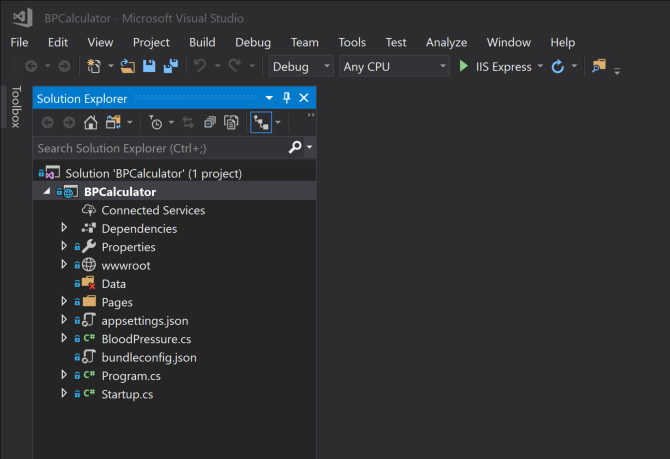 BPCalculator - Microsoft Visual Studio
File Edit View Project Build Debug Team Tools Test Analyze Window Help
Debug Any CPU IIS Express
Toolbox
Solution Explorer
Search Solution Explorer (Ctrl+;)
Solution 'BPCalculator' (1 project)
BPCalculator
Connected Services
Dependencies
Properties
wwwroot
Data
Pages
appsettings.json
C# BloodPressure.cs
bundleconfig.json
C# Program.cs
C# Startup.cs